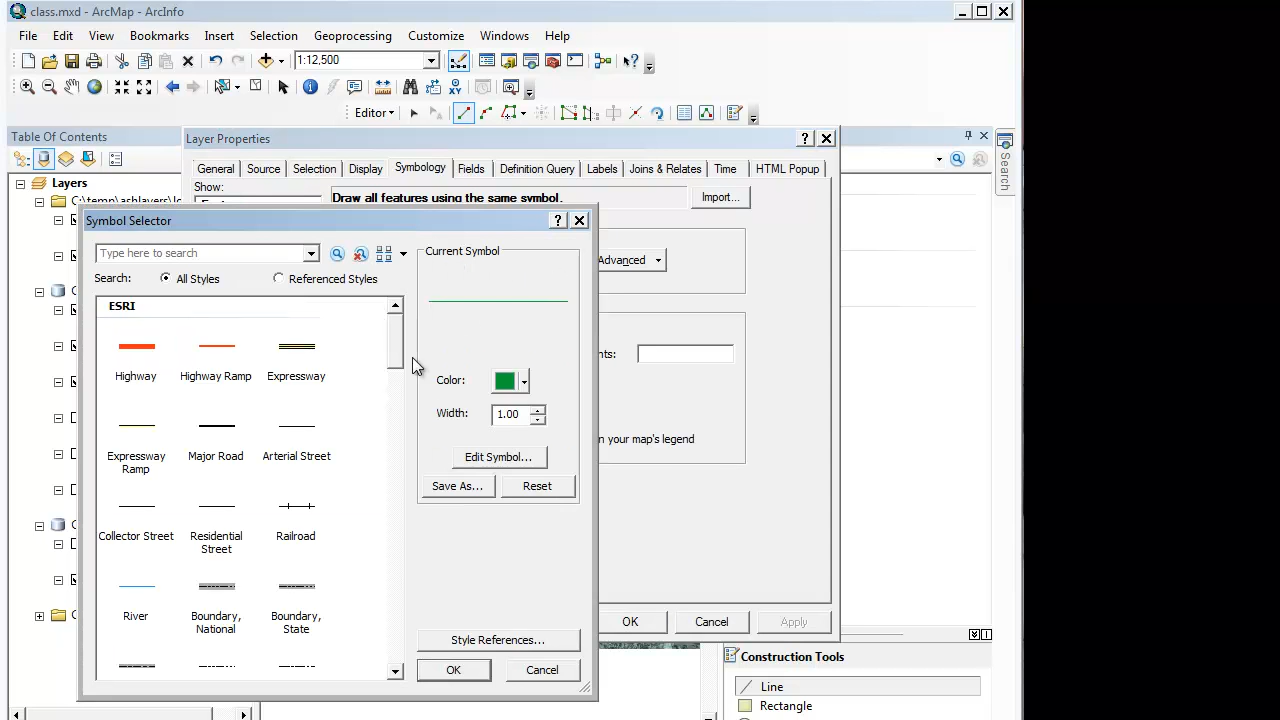 class.mxd - ArcMap - ArcInfo
File Edit View Bookmarks Insert Selection Geoprocessing Customize Windows Help
1:12,500
Editor
Table Of Contents
Layer Properties
General Source Selection Display Symbology Fields Definition Query Labels Joins & Relates Time HTML Popup
Search
Layers
Show:
Draw all features using the same symbol.
Import...
Symbol Selector
Type here to search
Current Symbol
Advanced
Search: All Styles Referenced Styles
ESRI
Highway Highway Ramp Expressway
Color:
Width: 1.00
Expressway Ramp
Major Road
Arterial Street
Edit Symbol...
n your map's legend
Save As... Reset
Collector Street
Residential Street
Railroad
River
Boundary, National
Boundary, State
Style References...
OK Cancel
OK Cancel Apply
Construction Tools
Line
Rectangle